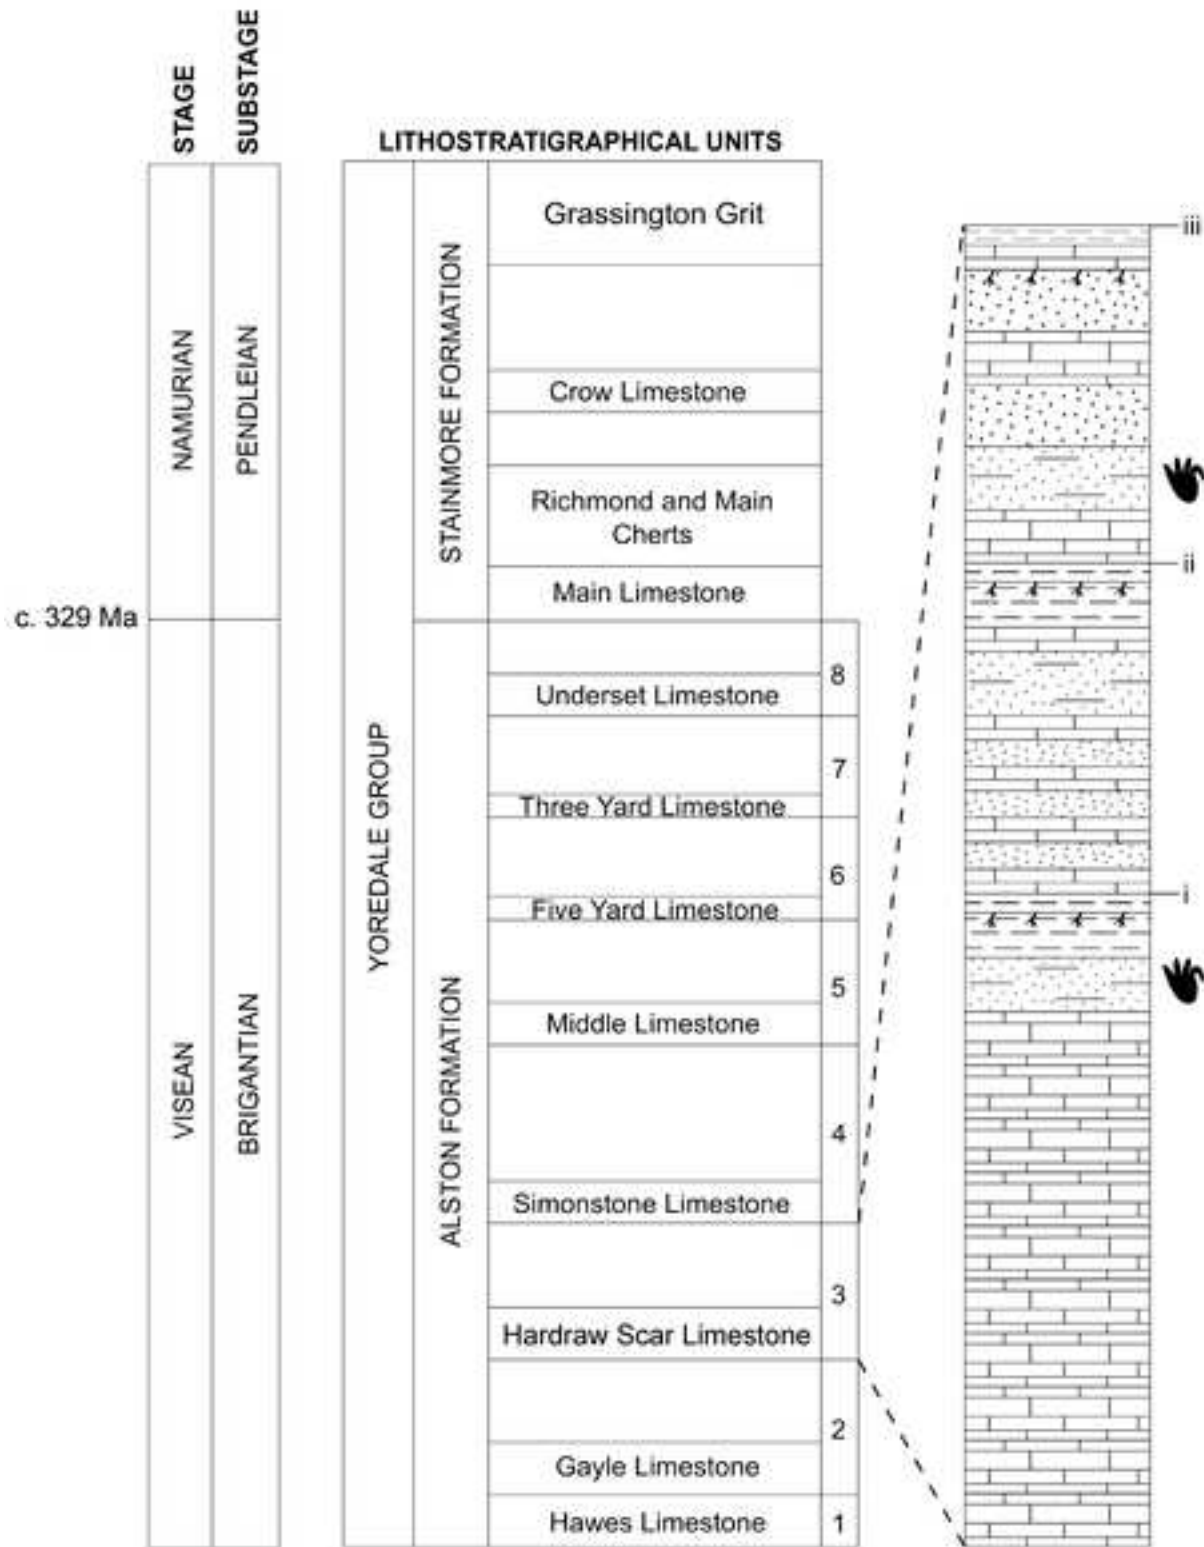 STAGE
SUBSTAGE
LITHOSTRATIGRAPHICAL UNITS
NAMURIAN
PENDLEIAN
c. 329 Ma
VISEAN
BRIGANTIAN
YOREDALE GROUP
STAINMORE FORMATION
ALSTON FORMATION
Grassington Grit
Crow Limestone
Richmond and Main
Cherts
Main Limestone
8
Underset Limestone
7
Three Yard Limestone
6
Five Yard Limestone
5
Middle Limestone
4
Simonstone Limestone
3
Hardraw Scar Limestone
2
Gayle Limestone
Hawes Limestone 1
iii
ii
i